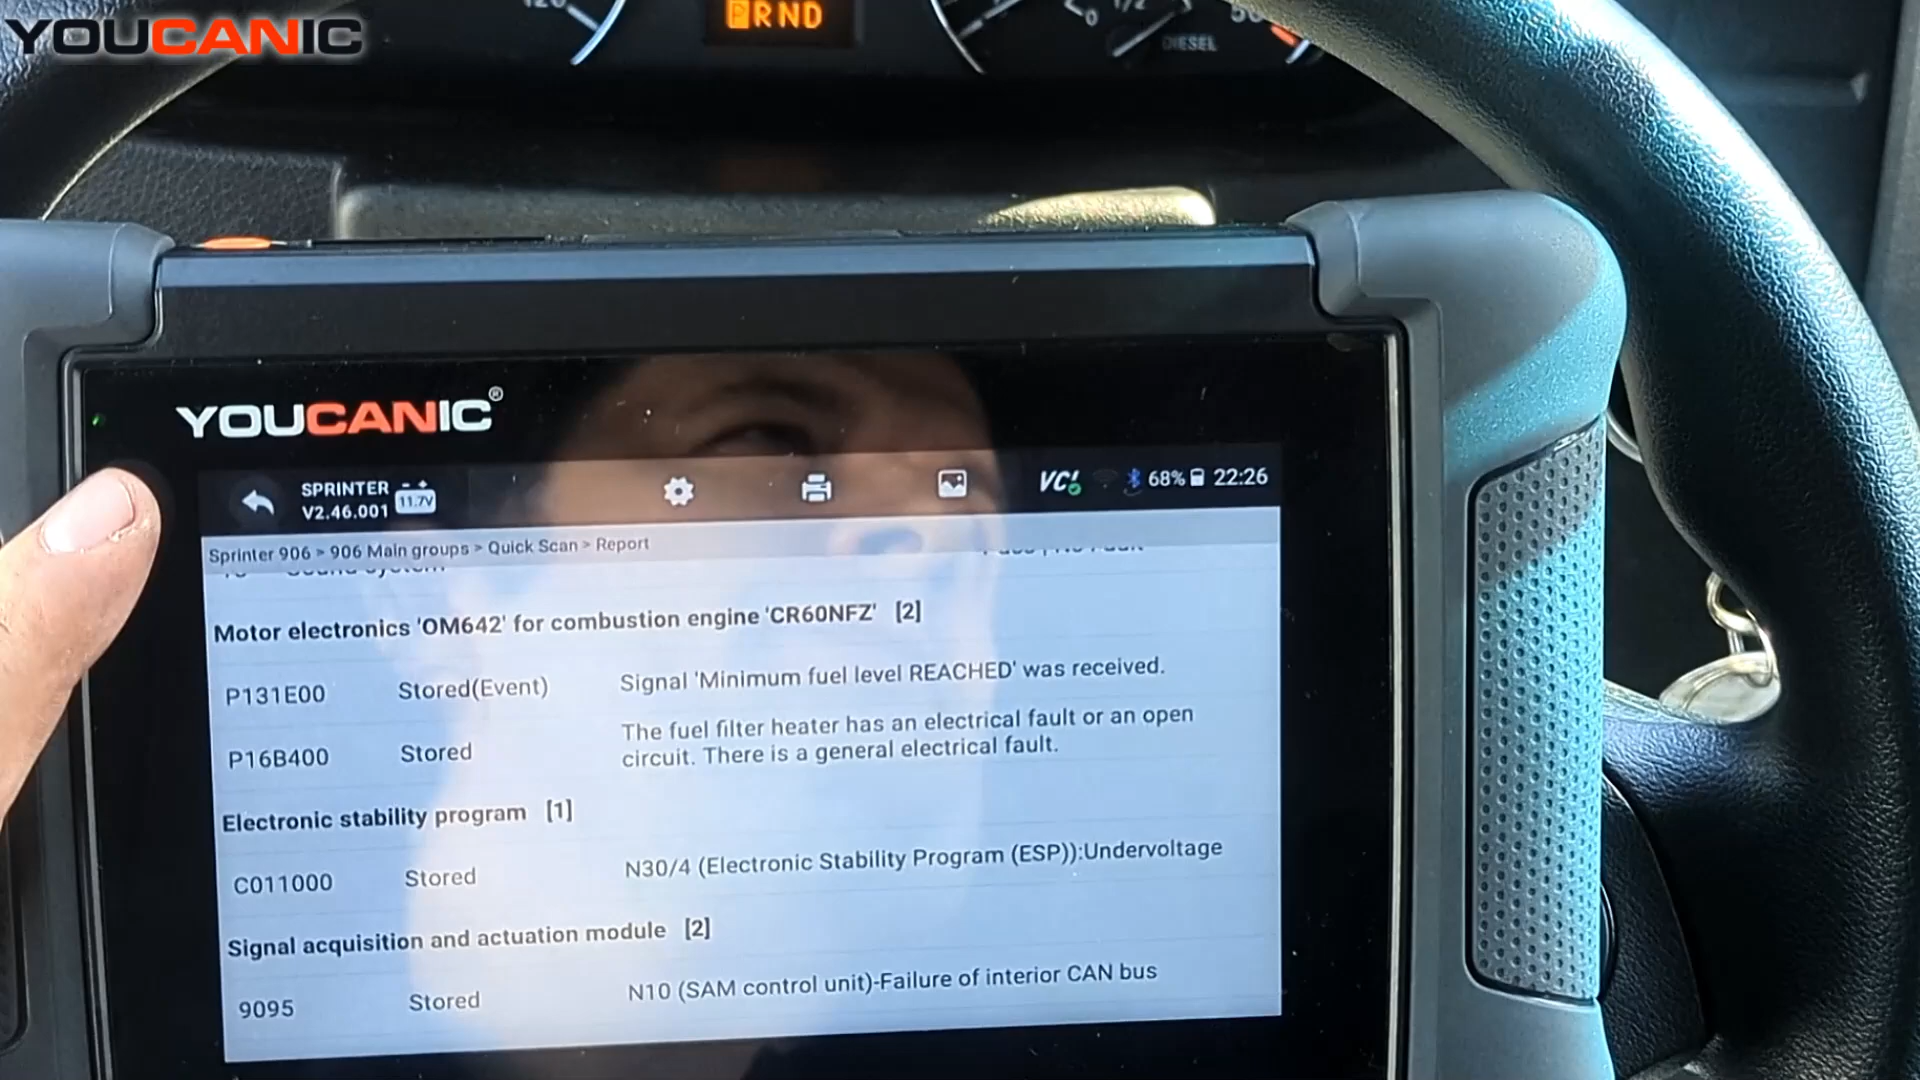 YOUCANIC
PRND
1/2
0
DIESEL
YOUCANIC®
SPRINTER
V2.46.001
11.7V
VCI
68%
22:26
Sprinter 906 > 906 Main groups > Quick Scan > Report
Motor electronics 'OM642' for combustion engine 'CR60NFZ' [2]
P131E00 Stored(Event) Signal 'Minimum fuel level REACHED' was received.
P16B400 Stored The fuel filter heater has an electrical fault or an open
circuit. There is a general electrical fault.
Electronic stability program [1]
C011000 Stored N30/4 (Electronic Stability Program (ESP)):Undervoltage
Signal acquisition and actuation module [2]
9095 Stored N10 (SAM control unit)-Failure of interior CAN bus